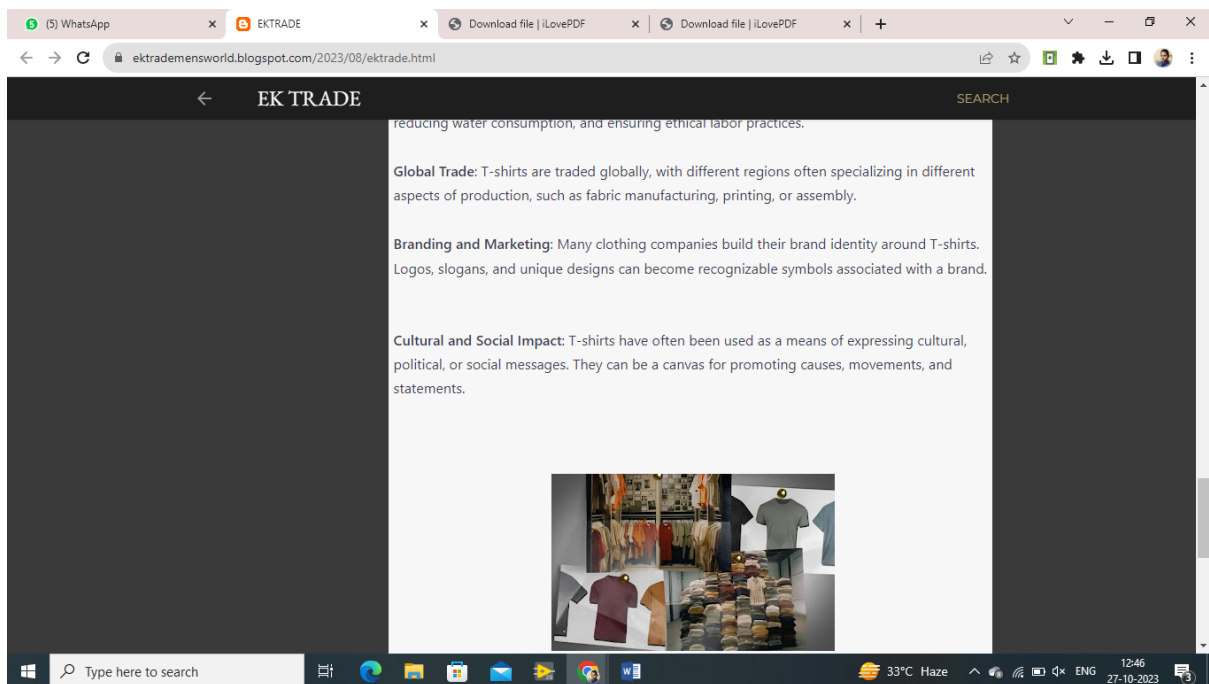 (5) WhatsApp
EKTRADE
Download file | iLovePDF
Download file | iLovePDF
ektrademensworld.blogspot.com/2023/08/ektrade.html
EK TRADE
SEARCH
reducing water consumption, and ensuring ethical labor practices.
Global Trade: T-shirts are traded globally, with different regions often specializing in different
aspects of production, such as fabric manufacturing, printing, or assembly.
Branding and Marketing: Many clothing companies build their brand identity around T-shirts.
Logos, slogans, and unique designs can become recognizable symbols associated with a brand.
Cultural and Social Impact: T-shirts have often been used as a means of expressing cultural,
political, or social messages. They can be a canvas for promoting causes, movements, and
statements.
Type here to search
33°C Haze
ENG
12:46
27-10-2023
3